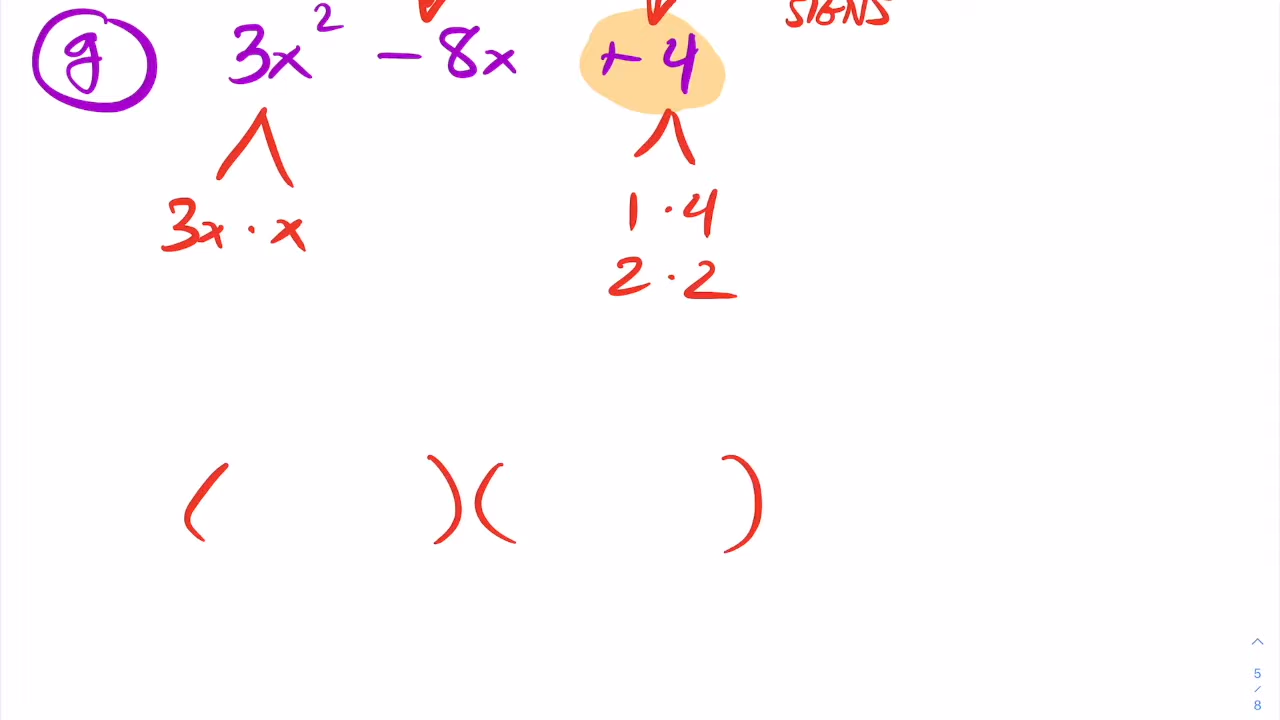 SIGNS
g 3x² - 8x + 4
3x · x 1 · 4
2 · 2
( )( )
5
/
8